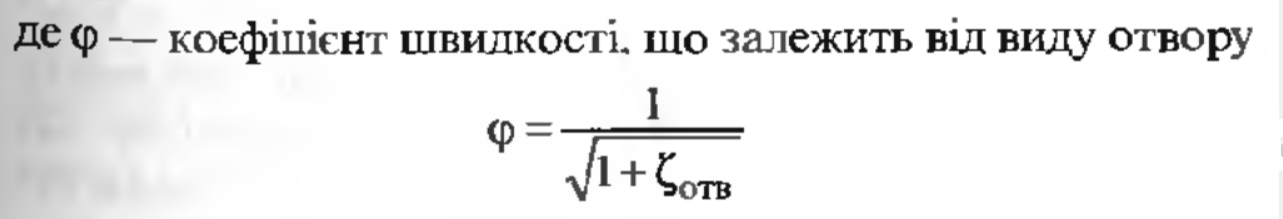 де φ — коефіцієнт швидкості, що залежить від виду отвору
φ = 1 / √(1 + ζотв)